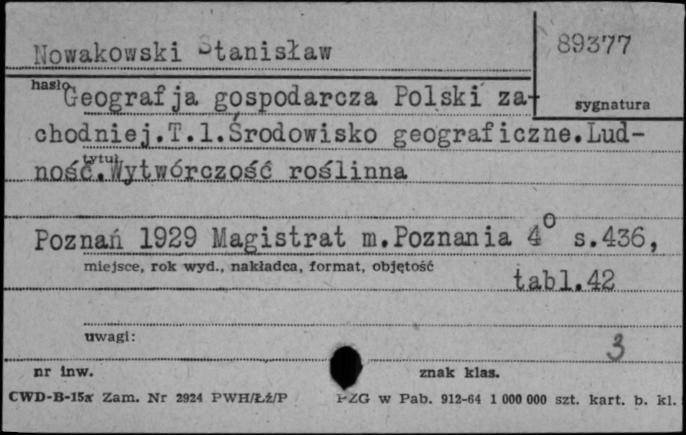 Nowakowski Stanisław
89377
hasło
Geografja gospodarcza Polski za-
sygnatura
chodniej.T.1.Środowisko geograficzne.Lud-
tytuł
ność.Wytwórczość roślinna
Poznań 1929 Magistrat m.Poznania 4° s.436,
miejsce, rok wyd., nakładca, format, objętość
tabl.42
uwagi:
3
nr inw.
znak klas.
CWD-B-15x Zam. Nr 2924 PWH/Łź/P
PZG w Pab. 912-64 1 000 000 szt. kart. b. kl.